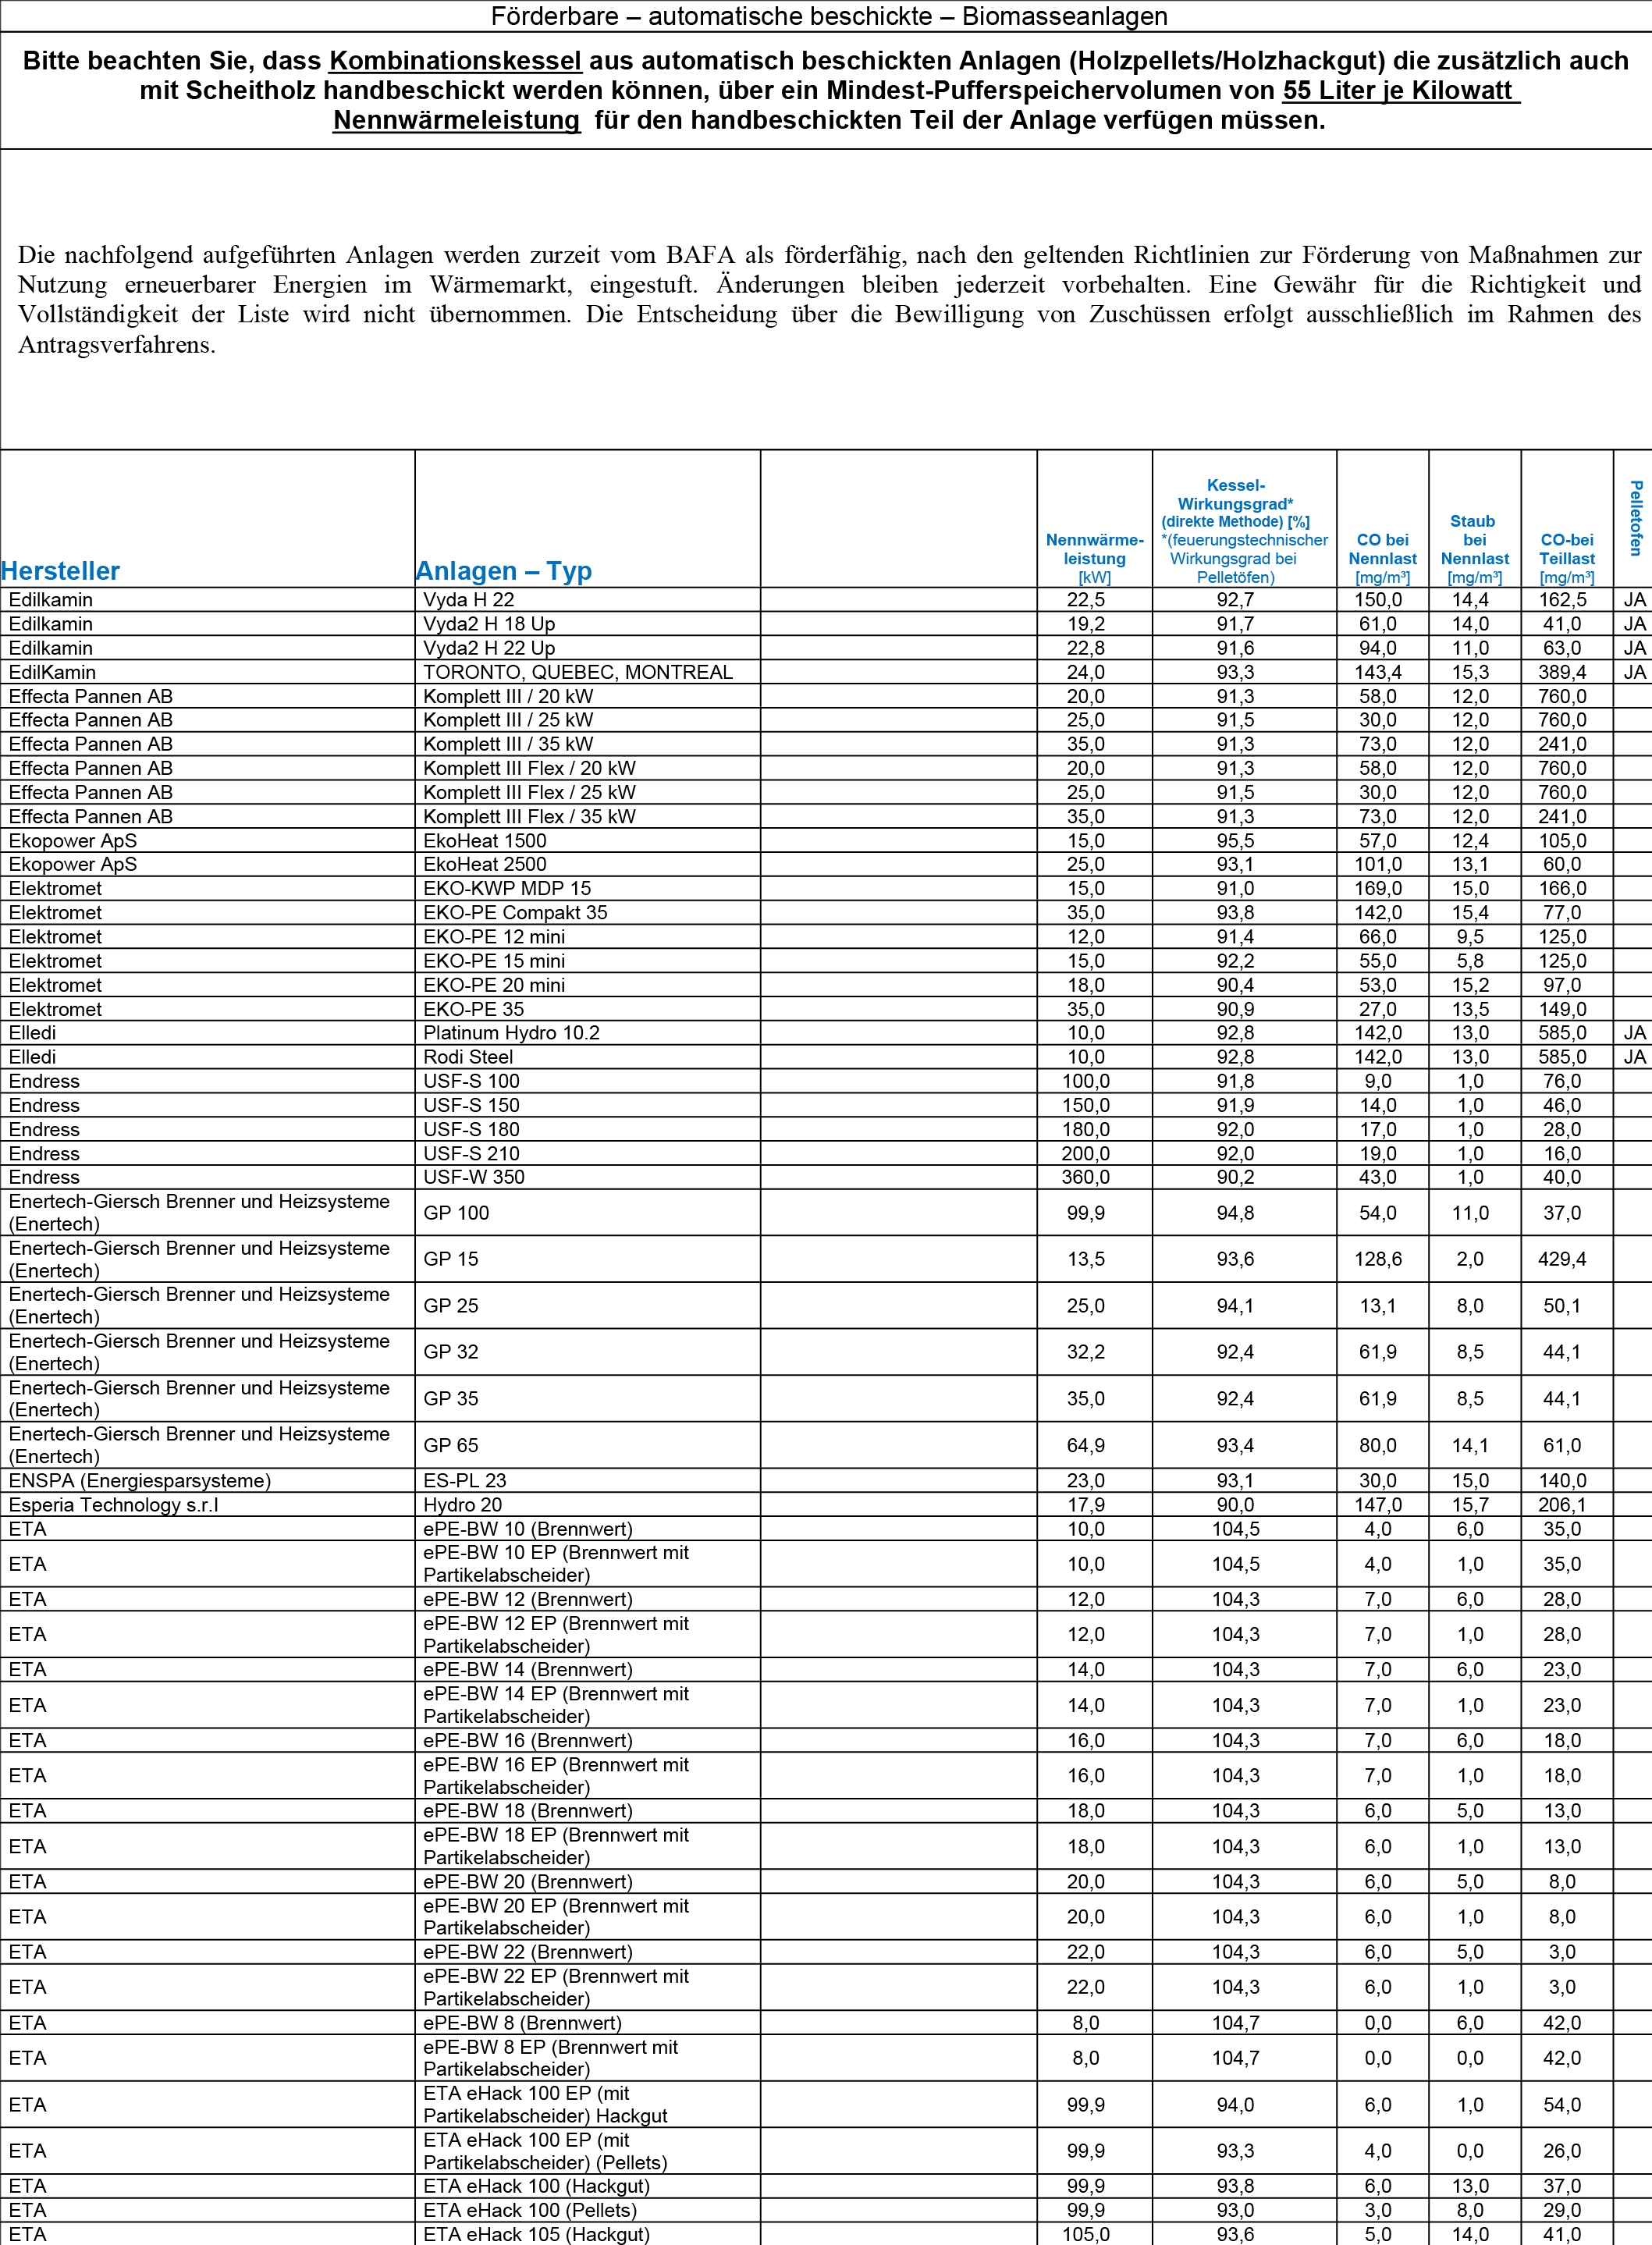 Förderbare – automatische beschickte – Biomasseanlagen
Bitte beachten Sie, dass Kombinationskessel aus automatisch beschickten Anlagen (Holzpellets/Holzhackgut) die zusätzlich auch
mit Scheitholz handbeschickt werden können, über ein Mindest-Pufferspeichervolumen von 55 Liter je Kilowatt
Nennwärmeleistung für den handbeschickten Teil der Anlage verfügen müssen.
Die nachfolgend aufgeführten Anlagen werden zurzeit vom BAFA als förderfähig, nach den geltenden Richtlinien zur Förderung von Maßnahmen zur
Nutzung erneuerbarer Energien im Wärmemarkt, eingestuft. Änderungen bleiben jederzeit vorbehalten. Eine Gewähr für die Richtigkeit und
Vollständigkeit der Liste wird nicht übernommen. Die Entscheidung über die Bewilligung von Zuschüssen erfolgt ausschließlich im Rahmen des
Antragsverfahrens.
Hersteller
Anlagen – Typ
Nennwärme-
leistung
[kW]
Kessel-
Wirkungsgrad*
(direkte Methode) [%]
*(feuerungstechnischer
Wirkungsgrad bei
Pelletöfen)
CO bei
Nennlast
[mg/m³]
Staub
bei
Nennlast
[mg/m³]
CO-bei
Teillast
[mg/m³]
Pelletofen
Edilkamin Vyda H 22 22,5 92,7 150,0 14,4 162,5 JA
Edilkamin Vyda2 H 18 Up 19,2 91,7 61,0 14,0 41,0 JA
Edilkamin Vyda2 H 22 Up 22,8 91,6 94,0 11,0 63,0 JA
EdilKamin TORONTO, QUEBEC, MONTREAL 24,0 93,3 143,4 15,3 389,4 JA
Effecta Pannen AB Komplett III / 20 kW 20,0 91,3 58,0 12,0 760,0
Effecta Pannen AB Komplett III / 25 kW 25,0 91,5 30,0 12,0 760,0
Effecta Pannen AB Komplett III / 35 kW 35,0 91,3 73,0 12,0 241,0
Effecta Pannen AB Komplett III Flex / 20 kW 20,0 91,3 58,0 12,0 760,0
Effecta Pannen AB Komplett III Flex / 25 kW 25,0 91,5 30,0 12,0 760,0
Effecta Pannen AB Komplett III Flex / 35 kW 35,0 91,3 73,0 12,0 241,0
Ekopower ApS EkoHeat 1500 15,0 95,5 57,0 12,4 105,0
Ekopower ApS EkoHeat 2500 25,0 93,1 101,0 13,1 60,0
Elektromet EKO-KWP MDP 15 15,0 91,0 169,0 15,0 166,0
Elektromet EKO-PE Compakt 35 35,0 93,8 142,0 15,4 77,0
Elektromet EKO-PE 12 mini 12,0 91,4 66,0 9,5 125,0
Elektromet EKO-PE 15 mini 15,0 92,2 55,0 5,8 125,0
Elektromet EKO-PE 20 mini 18,0 90,4 53,0 15,2 97,0
Elektromet EKO-PE 35 35,0 90,9 27,0 13,5 149,0
Elledi Platinum Hydro 10.2 10,0 92,8 142,0 13,0 585,0 JA
Elledi Rodi Steel 10,0 92,8 142,0 13,0 585,0 JA
Endress USF-S 100 100,0 91,8 9,0 1,0 76,0
Endress USF-S 150 150,0 91,9 14,0 1,0 46,0
Endress USF-S 180 180,0 92,0 17,0 1,0 28,0
Endress USF-S 210 200,0 92,0 19,0 1,0 16,0
Endress USF-W 350 360,0 90,2 43,0 1,0 40,0
Enertech-Giersch Brenner und Heizsysteme
(Enertech) GP 100 99,9 94,8 54,0 11,0 37,0
Enertech-Giersch Brenner und Heizsysteme
(Enertech) GP 15 13,5 93,6 128,6 2,0 429,4
Enertech-Giersch Brenner und Heizsysteme
(Enertech) GP 25 25,0 94,1 13,1 8,0 50,1
Enertech-Giersch Brenner und Heizsysteme
(Enertech) GP 32 32,2 92,4 61,9 8,5 44,1
Enertech-Giersch Brenner und Heizsysteme
(Enertech) GP 35 35,0 92,4 61,9 8,5 44,1
Enertech-Giersch Brenner und Heizsysteme
(Enertech) GP 65 64,9 93,4 80,0 14,1 61,0
ENSPA (Energiesparsysteme) ES-PL 23 23,0 93,1 30,0 15,0 140,0
Esperia Technology s.r.l Hydro 20 17,9 90,0 147,0 15,7 206,1
ETA ePE-BW 10 (Brennwert) 10,0 104,5 4,0 6,0 35,0
ETA ePE-BW 10 EP (Brennwert mit
Partikelabscheider) 10,0 104,5 4,0 1,0 35,0
ETA ePE-BW 12 (Brennwert) 12,0 104,3 7,0 6,0 28,0
ETA ePE-BW 12 EP (Brennwert mit
Partikelabscheider) 12,0 104,3 7,0 1,0 28,0
ETA ePE-BW 14 (Brennwert) 14,0 104,3 7,0 6,0 23,0
ETA ePE-BW 14 EP (Brennwert mit
Partikelabscheider) 14,0 104,3 7,0 1,0 23,0
ETA ePE-BW 16 (Brennwert) 16,0 104,3 7,0 6,0 18,0
ETA ePE-BW 16 EP (Brennwert mit
Partikelabscheider) 16,0 104,3 7,0 1,0 18,0
ETA ePE-BW 18 (Brennwert) 18,0 104,3 6,0 5,0 13,0
ETA ePE-BW 18 EP (Brennwert mit
Partikelabscheider) 18,0 104,3 6,0 1,0 13,0
ETA ePE-BW 20 (Brennwert) 20,0 104,3 6,0 5,0 8,0
ETA ePE-BW 20 EP (Brennwert mit
Partikelabscheider) 20,0 104,3 6,0 1,0 8,0
ETA ePE-BW 22 (Brennwert) 22,0 104,3 6,0 5,0 3,0
ETA ePE-BW 22 EP (Brennwert mit
Partikelabscheider) 22,0 104,3 6,0 1,0 3,0
ETA ePE-BW 8 (Brennwert) 8,0 104,7 0,0 6,0 42,0
ETA ePE-BW 8 EP (Brennwert mit
Partikelabscheider) 8,0 104,7 0,0 0,0 42,0
ETA ETA eHack 100 EP (mit
Partikelabscheider) Hackgut 99,9 94,0 6,0 1,0 54,0
ETA ETA eHack 100 EP (mit
Partikelabscheider) (Pellets) 99,9 93,3 4,0 0,0 26,0
ETA ETA eHack 100 (Hackgut) 99,9 93,8 6,0 13,0 37,0
ETA ETA eHack 100 (Pellets) 99,9 93,0 3,0 8,0 29,0
ETA ETA eHack 105 (Hackgut) 105,0 93,6 5,0 14,0 41,0